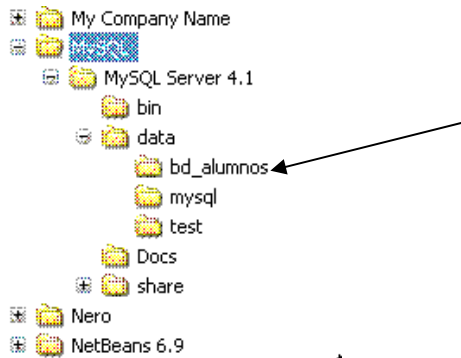 My Company Name
MySQL
MySQL Server 4.1
bin
data
bd_alumnos
mysql
test
Docs
share
Nero
NetBeans 6.9